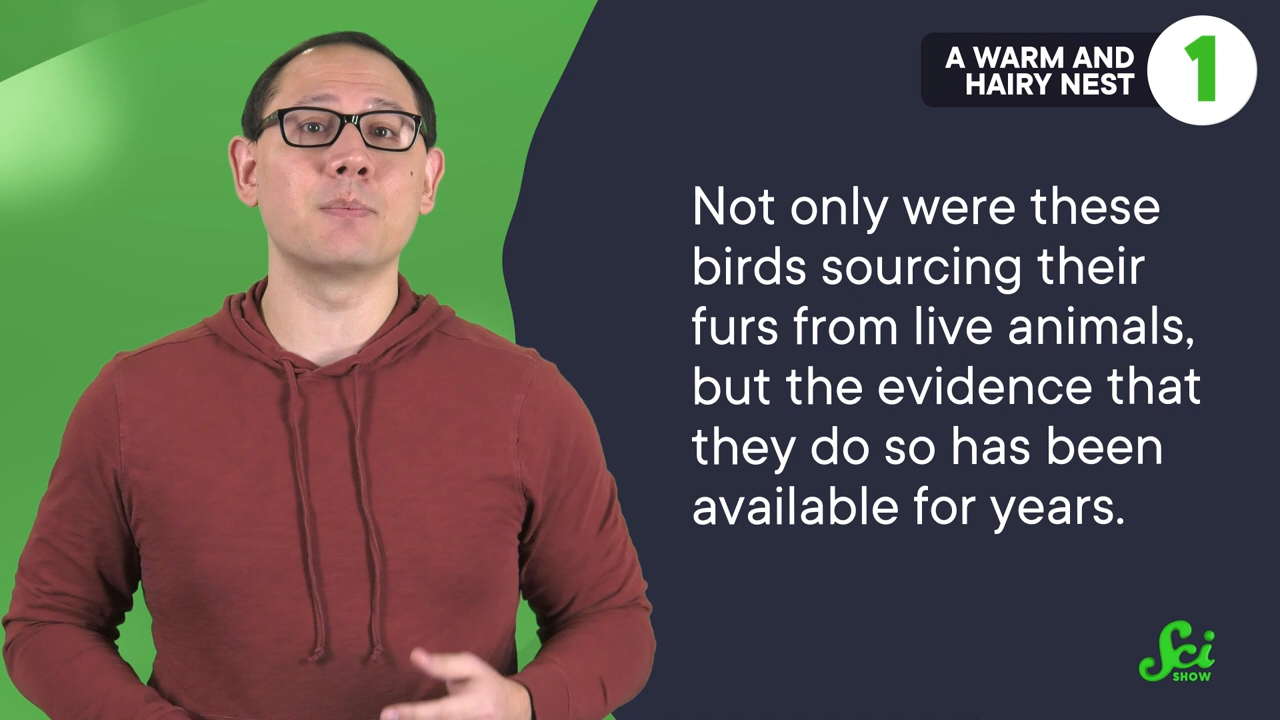 A WARM AND
HAIRY NEST
1
Not only were these
birds sourcing their
furs from live animals,
but the evidence that
they do so has been
available for years.
Sci
SHOW